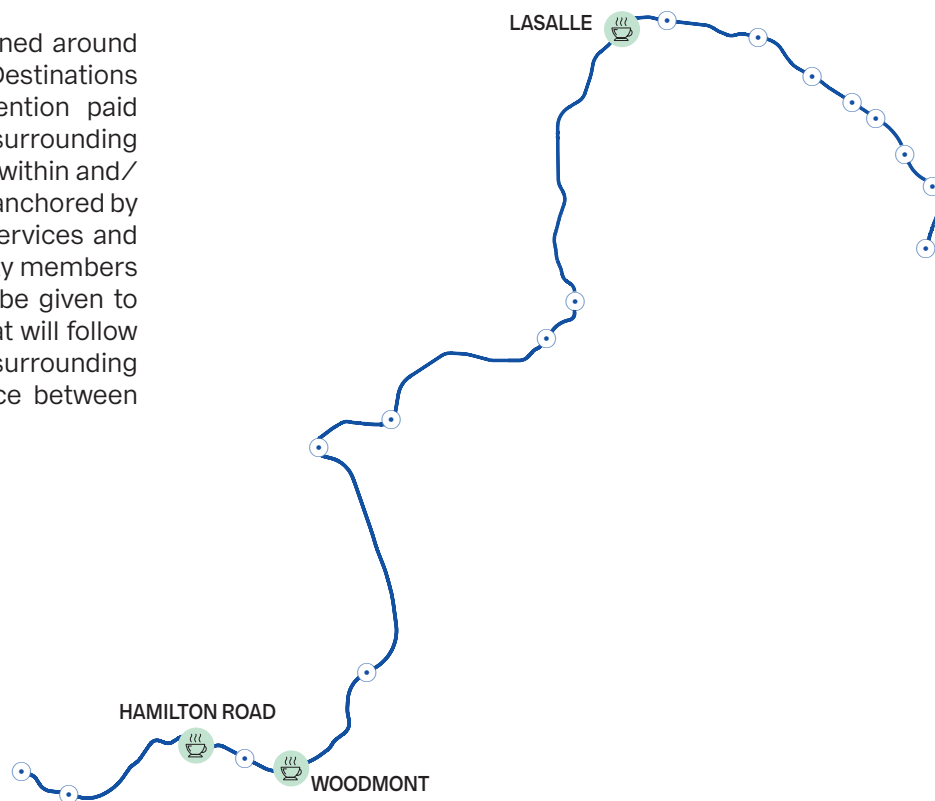 ned around
Destinations
ention paid
surrounding
within and/
anchored by
ervices and
y members
be given to
at will follow
surrounding
ce between
LASALLE
HAMILTON ROAD
WOODMONT